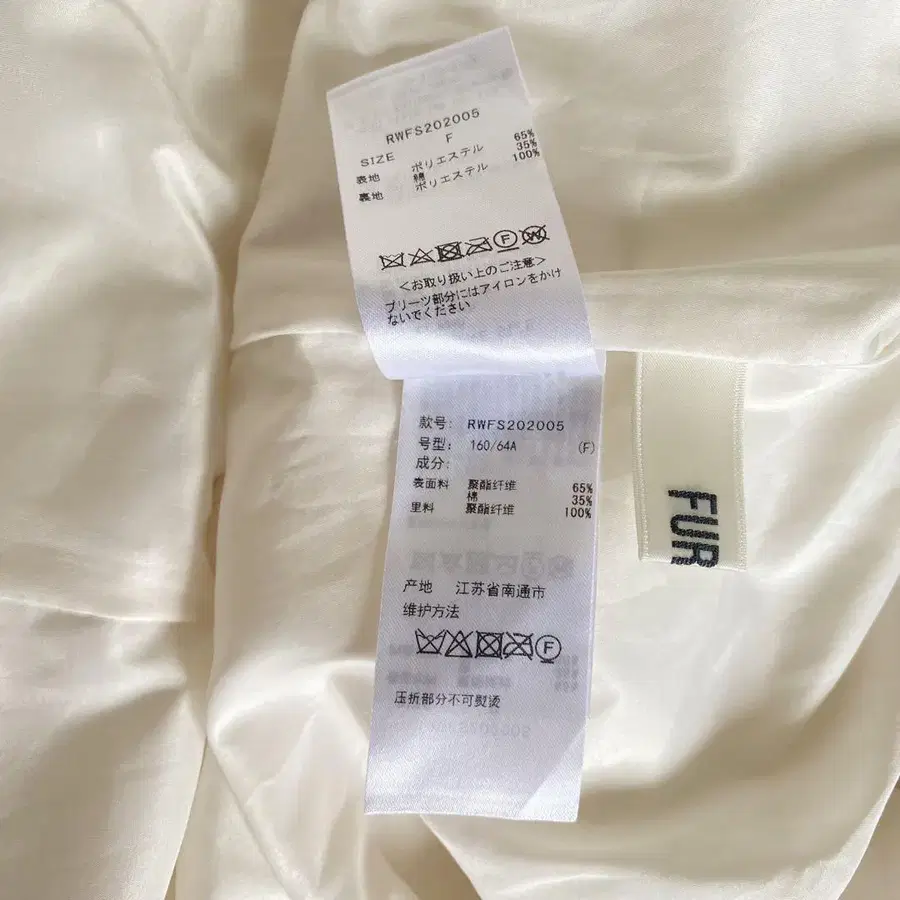 RWFS202005
SIZE F
表地 ポリエステル 65%
綿 35%
裏地 ポリエステル 100%
F W
＜お取り扱い上のご注意＞
プリーツ部分にはアイロンをかけ
ないでください
款号: RWFS202005
号型: 160/64A (F)
成分:
表面料 聚酯纤维 65%
棉 35%
里料 聚酯纤维 100%
产地 江苏省南通市
维护方法
F
压折部分不可熨烫
FUR